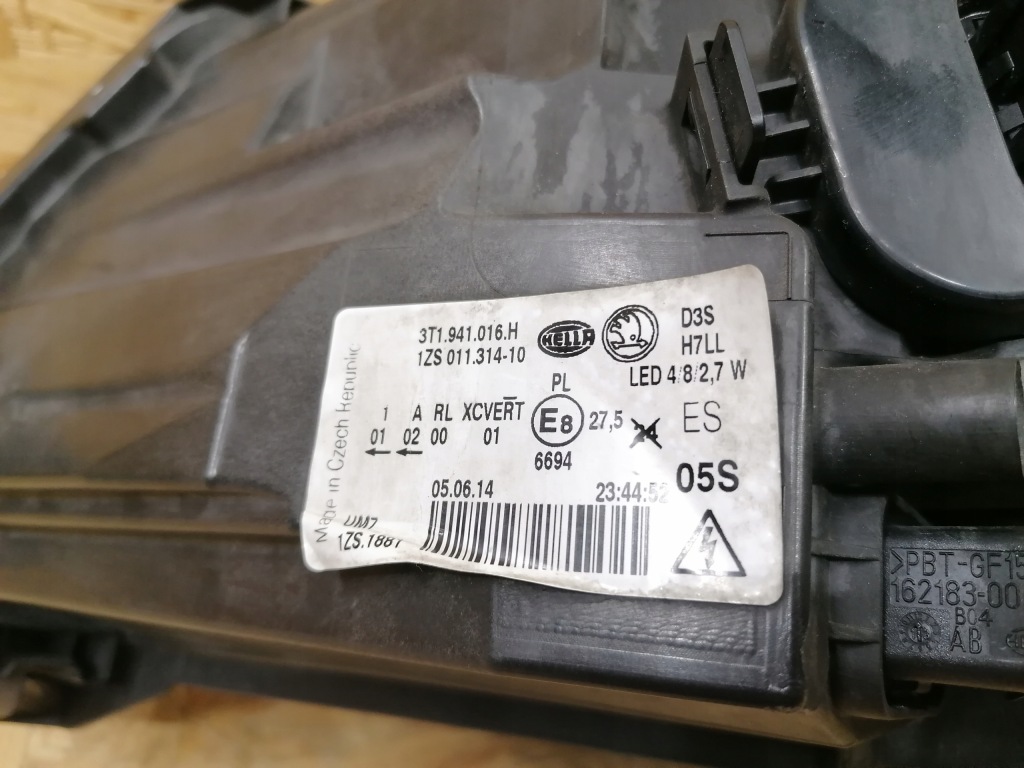 3T1.941.016.H
1ZS 011.314-10
HELLA
D3S
H7LL
LED 4/8/2,7 W
PL
1 A RL XCVERT
01 02 00 01
E8
27,5
ES
6694
05S
05.06.14 23:44:52
Made in Czech Republic
1ZS.1887
>PBT-GF15
162183-00
B04
AB